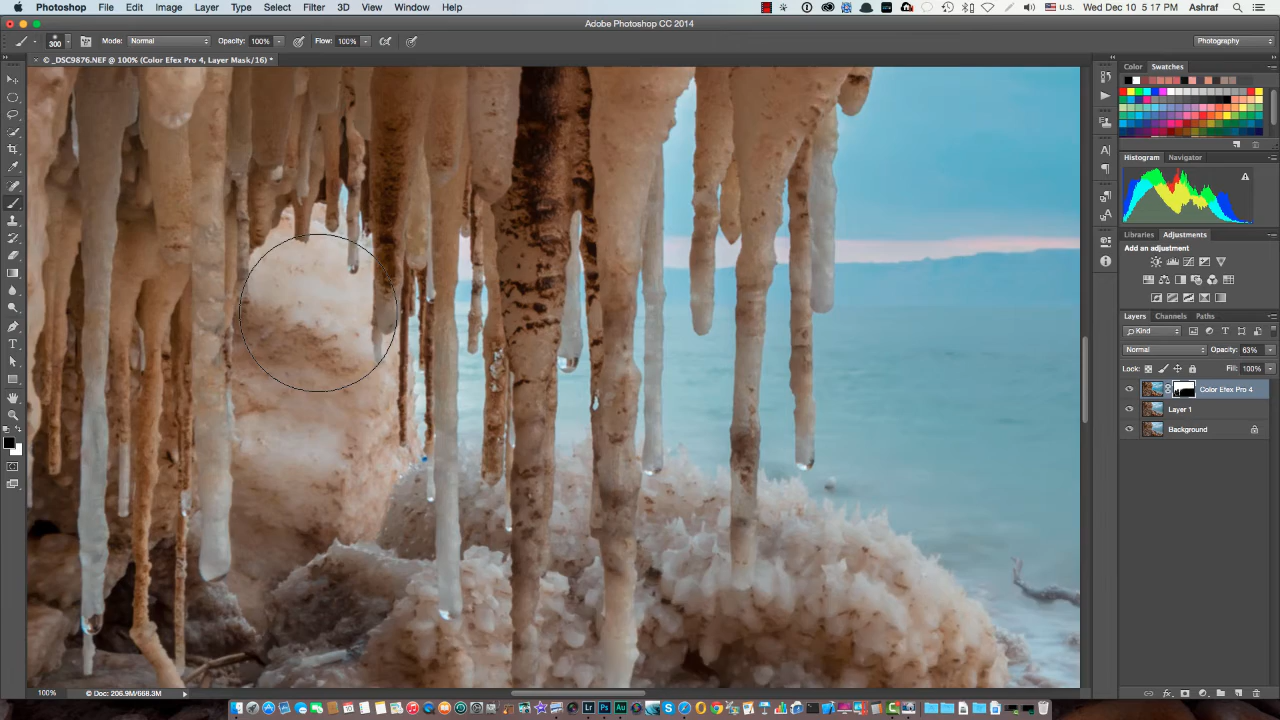 Photoshop File Edit Image Layer Type Select Filter 3D View Window Help U.S. Wed Dec 10 5:17 PM Ashraf
Adobe Photoshop CC 2014
300 Mode: Normal Opacity: 100% Flow: 100% Photography
× © _DSC9876.NEF @ 100% (Color Efex Pro 4, Layer Mask/16) *
Color Swatches
Histogram Navigator
Libraries Adjustments
Add an adjustment
Layers Channels Paths
Kind
Normal Opacity: 63%
Lock: Fill: 100%
Color Efex Pro 4
Layer 1
Background
100% © Doc: 206.9M/668.3M